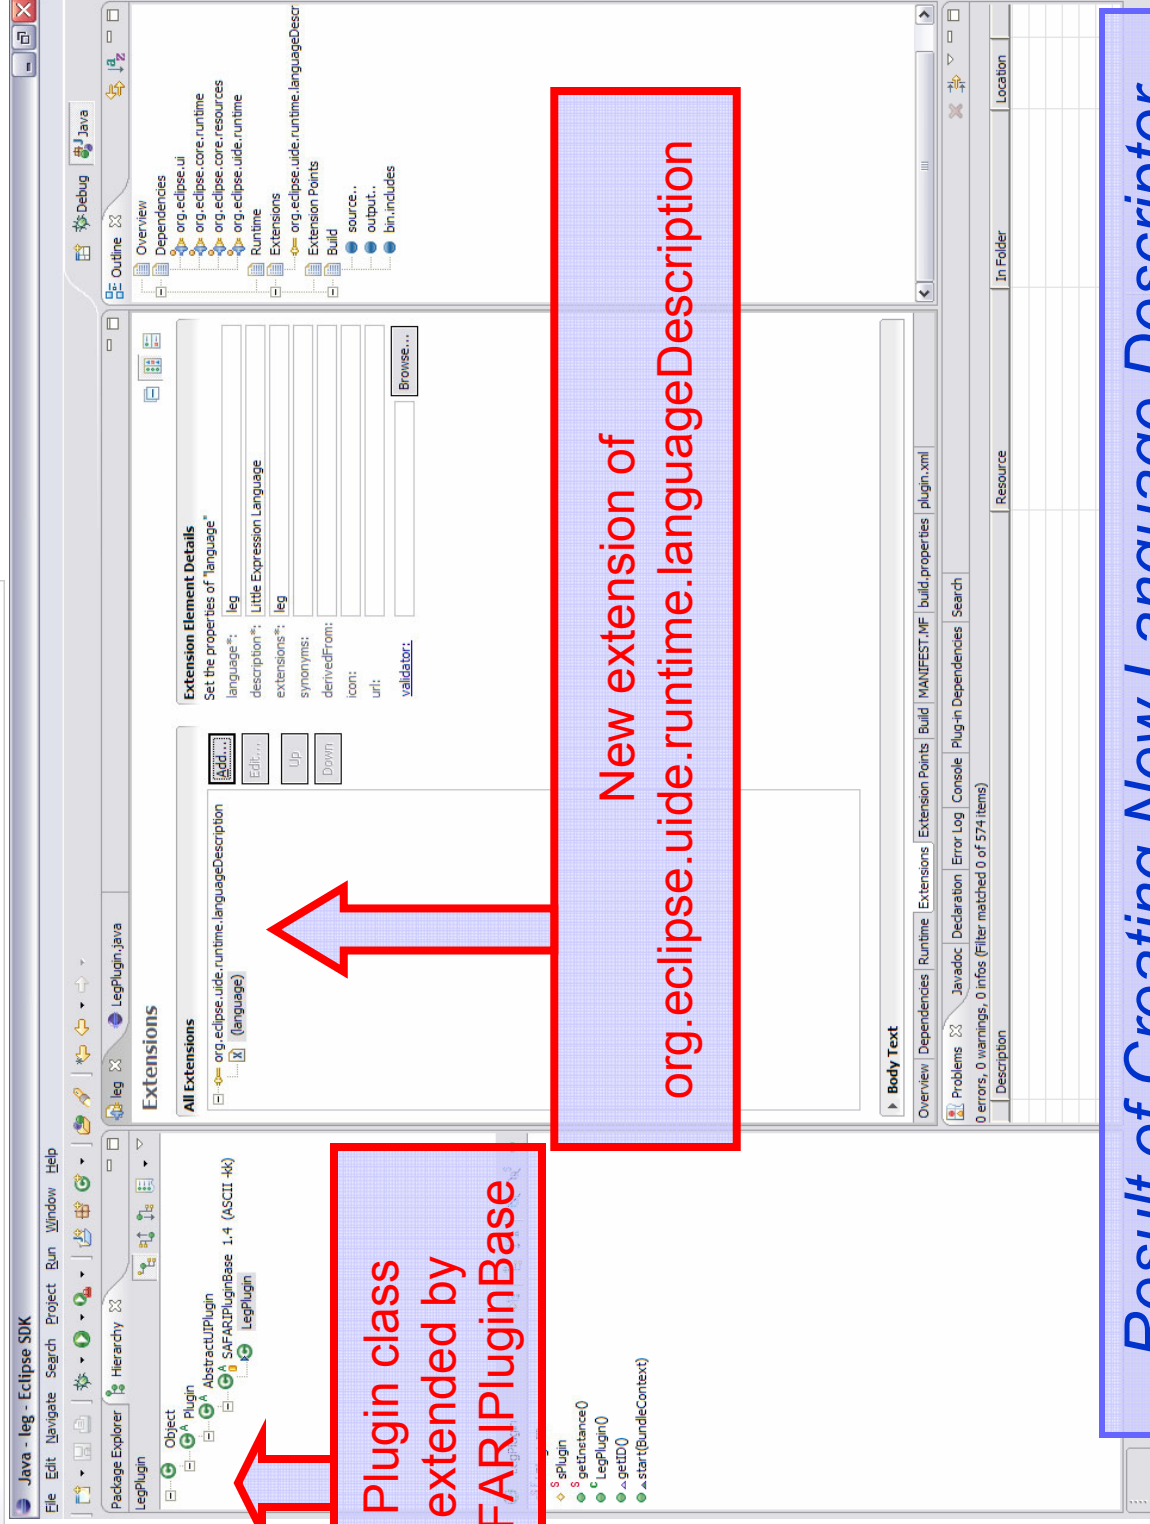 Java - leg - Eclipse SDK
File Edit Navigate Search Project Run Window Help
Debug Java
Package Explorer Hierarchy
LegPlugin
Object
Plugin
AbstractUIPlugin
SAFARIPluginBase 1.4 (ASCII -kk)
LegPlugin
sPlugin
getInstance()
LegPlugin()
getID()
start(BundleContext)
Plugin class
extended by
FARIPluginBase
leg LegPlugin.java
Extensions
All Extensions
org.eclipse.uide.runtime.languageDescription
(language)
Add...
Edit...
Up
Down
Extension Element Details
Set the properties of "language"
language*: leg
description*: Little Expression Language
extensions*: leg
synonyms:
derivedFrom:
icon:
url:
validator: Browse...
New extension of
org.eclipse.uide.runtime.languageDescription
Body Text
Overview Dependencies Runtime Extensions Extension Points Build MANIFEST.MF build.properties plugin.xml
Outline
Overview
Dependencies
org.eclipse.ui
org.eclipse.core.runtime
org.eclipse.core.resources
org.eclipse.uide.runtime
Runtime
Extensions
org.eclipse.uide.runtime.languageDescr
Extension Points
Build
source..
output..
bin.includes
Problems Javadoc Declaration Error Log Console Plug-in Dependencies Search
0 errors, 0 warnings, 0 infos (Filter matched 0 of 574 items)
Description Resource In Folder Location
Result of Creating New Language Descriptor